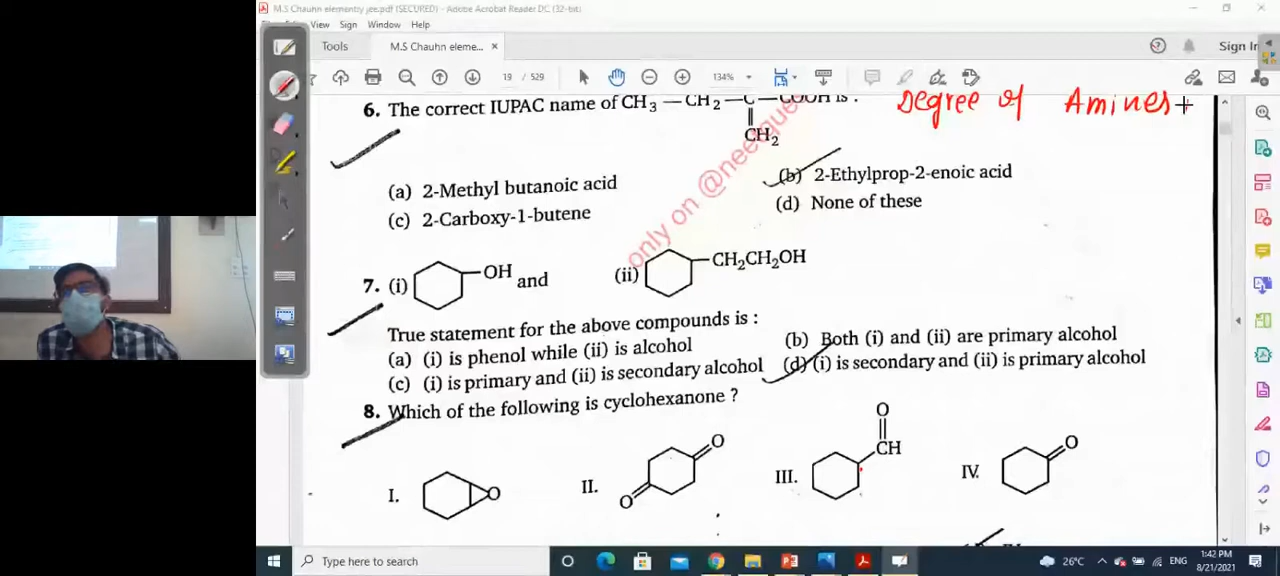 M.S Chauhn elemontry jee.pdf (SECURED) - Adobe Acrobat Reader DC (32-bit)
View Sign Window Help
Tools M.S Chauhn eleme... × Sign In
19 / 529 134%
6. The correct IUPAC name of CH3 — CH2 — C — COOH is : Degree of Amines
CH2
(a) 2-Methyl butanoic acid (b) 2-Ethylprop-2-enoic acid
(c) 2-Carboxy-1-butene (d) None of these
only on @neeque
7. (i) OH and (ii) CH2CH2OH
True statement for the above compounds is :
(a) (i) is phenol while (ii) is alcohol (b) Both (i) and (ii) are primary alcohol
(c) (i) is primary and (ii) is secondary alcohol (d) (i) is secondary and (ii) is primary alcohol
8. Which of the following is cyclohexanone ?
I. O II. O O III. O CH IV. O
Type here to search 26°C ENG 1:42 PM 8/21/2021